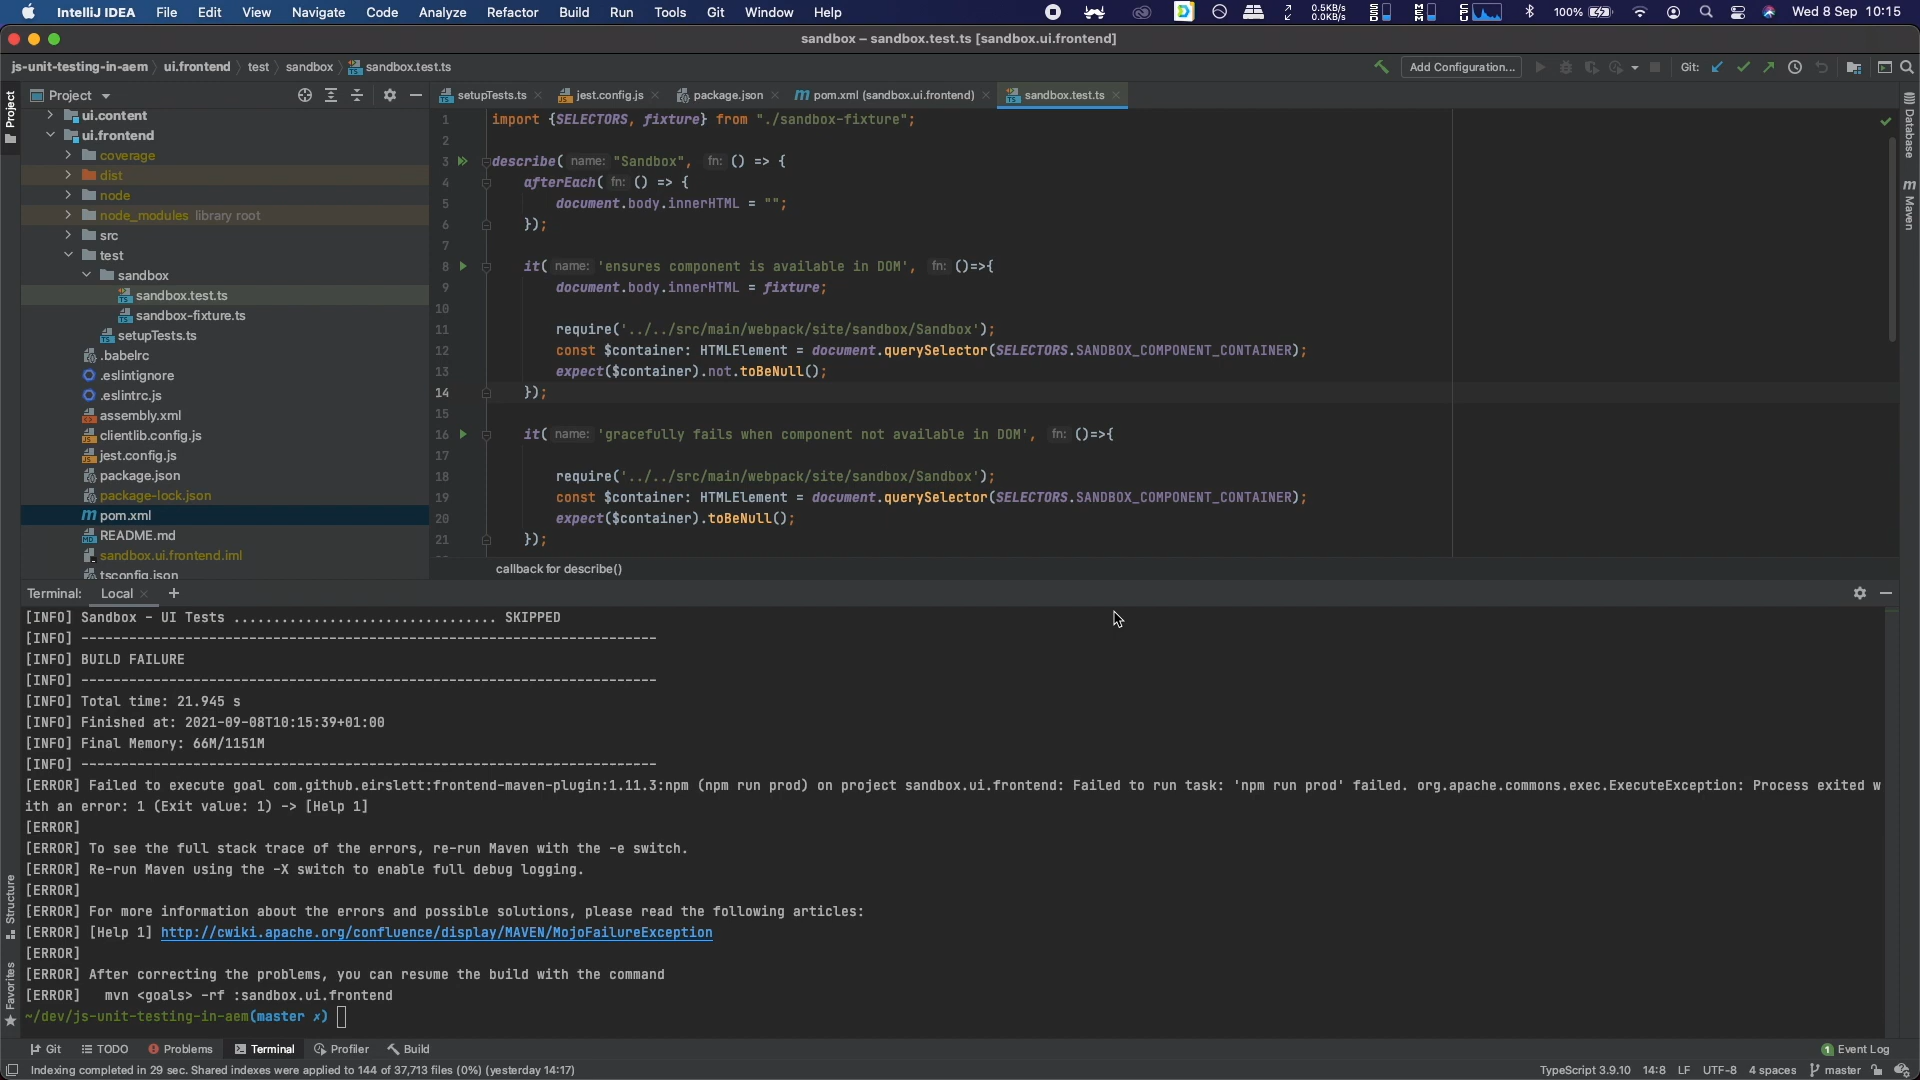 IntelliJ IDEA File Edit View Navigate Code Analyze Refactor Build Run Tools Git Window Help 0.5KB/s 0.0KB/s 100% Wed 8 Sep 10:15
sandbox – sandbox.test.ts [sandbox.ui.frontend]
js-unit-testing-in-aem ui.frontend test sandbox sandbox.test.ts Add Configuration... Git:
Project setupTests.ts jest.config.js package.json pom.xml (sandbox.ui.frontend) sandbox.test.ts
Project
Structure
Favorites
Database
Maven
ui.content
ui.frontend
coverage
dist
node
node_modules library root
src
test
sandbox
sandbox.test.ts
sandbox-fixture.ts
setupTests.ts
.babelrc
.eslintignore
.eslintrc.js
assembly.xml
clientlib.config.js
jest.config.js
package.json
package-lock.json
pom.xml
README.md
sandbox.ui.frontend.iml
tsconfig.json
1 import {SELECTORS, fixture} from "./sandbox-fixture";
2
3 describe( name: "Sandbox", fn: () => {
4 afterEach( fn: () => {
5 document.body.innerHTML = "";
6 });
7
8 it( name: 'ensures component is available in DOM', fn: ()=>{
9 document.body.innerHTML = fixture;
10
11 require('../../src/main/webpack/site/sandbox/Sandbox');
12 const $container: HTMLElement = document.querySelector(SELECTORS.SANDBOX_COMPONENT_CONTAINER);
13 expect($container).not.toBeNull();
14 });
15
16 it( name: 'gracefully fails when component not available in DOM', fn: ()=>{
17
18 require('../../src/main/webpack/site/sandbox/Sandbox');
19 const $container: HTMLElement = document.querySelector(SELECTORS.SANDBOX_COMPONENT_CONTAINER);
20 expect($container).toBeNull();
21 });
callback for describe()
Terminal: Local +
[INFO] Sandbox - UI Tests ................................. SKIPPED
[INFO] ------------------------------------------------------------------------
[INFO] BUILD FAILURE
[INFO] ------------------------------------------------------------------------
[INFO] Total time: 21.945 s
[INFO] Finished at: 2021-09-08T10:15:39+01:00
[INFO] Final Memory: 66M/1151M
[INFO] ------------------------------------------------------------------------
[ERROR] Failed to execute goal com.github.eirslett:frontend-maven-plugin:1.11.3:npm (npm run prod) on project sandbox.ui.frontend: Failed to run task: 'npm run prod' failed. org.apache.commons.exec.ExecuteException: Process exited w
ith an error: 1 (Exit value: 1) -> [Help 1]
[ERROR]
[ERROR] To see the full stack trace of the errors, re-run Maven with the -e switch.
[ERROR] Re-run Maven using the -X switch to enable full debug logging.
[ERROR]
[ERROR] For more information about the errors and possible solutions, please read the following articles:
[ERROR] [Help 1] http://cwiki.apache.org/confluence/display/MAVEN/MojoFailureException
[ERROR]
[ERROR] After correcting the problems, you can resume the build with the command
[ERROR]   mvn <goals> -rf :sandbox.ui.frontend
~/dev/js-unit-testing-in-aem(master ✗)
Git TODO Problems Terminal Profiler Build 1 Event Log
Indexing completed in 29 sec. Shared indexes were applied to 144 of 37,713 files (0%) (yesterday 14:17) TypeScript 3.9.10 14:8 LF UTF-8 4 spaces master